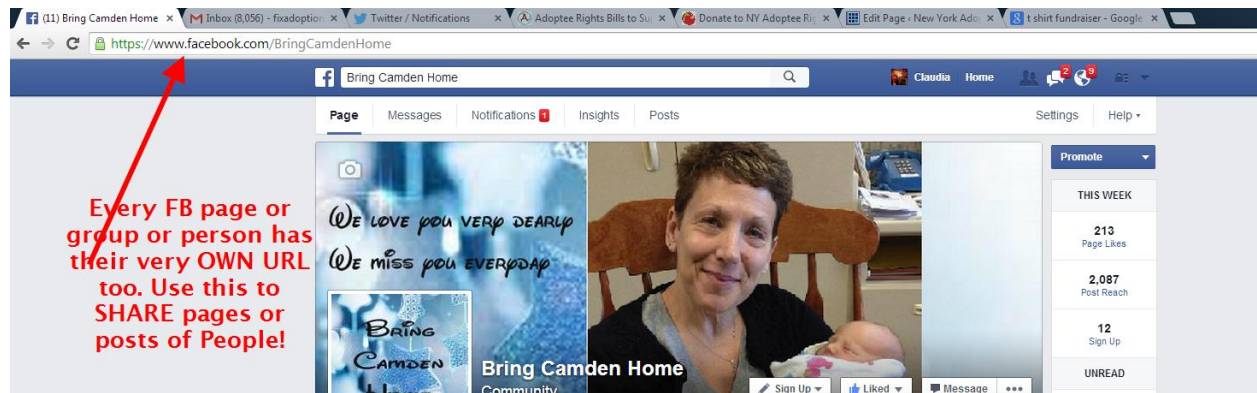 (11) Bring Camden Home
Inbox (8,056) - fixadoption
Twitter / Notifications
Adoptee Rights Bills to Su
Donate to NY Adoptee Rig
Edit Page ‹ New York Ado
t shirt fundraiser - Google
https://www.facebook.com/BringCamdenHome
Bring Camden Home
Claudia
Home
2
9
Page
Messages
Notifications 1
Insights
Posts
Settings
Help
Every FB page or
group or person has
their very OWN URL
too. Use this to
SHARE pages or
posts of People!
We love you very dearly
We miss you everyday
Bring
Camden
Bring Camden Home
Community
Sign Up
Liked
Message
Promote
THIS WEEK
213
Page Likes
2,087
Post Reach
12
Sign Up
UNREAD